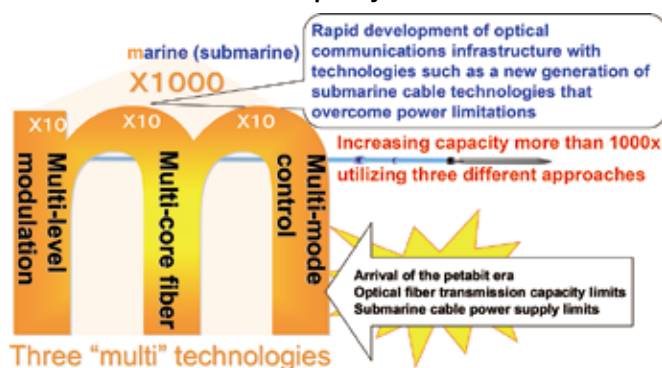 marine (submarine)
X1000
X10
X10
X10
Multi-level
modulation
Multi-core fiber
Multi-mode
control
Three “multi” technologies
Rapid development of optical
communications infrastructure with
technologies such as a new generation of
submarine cable technologies that
overcome power limitations
Increasing capacity more than 1000x
utilizing three different approaches
Arrival of the petabit era
Optical fiber transmission capacity limits
Submarine cable power supply limits